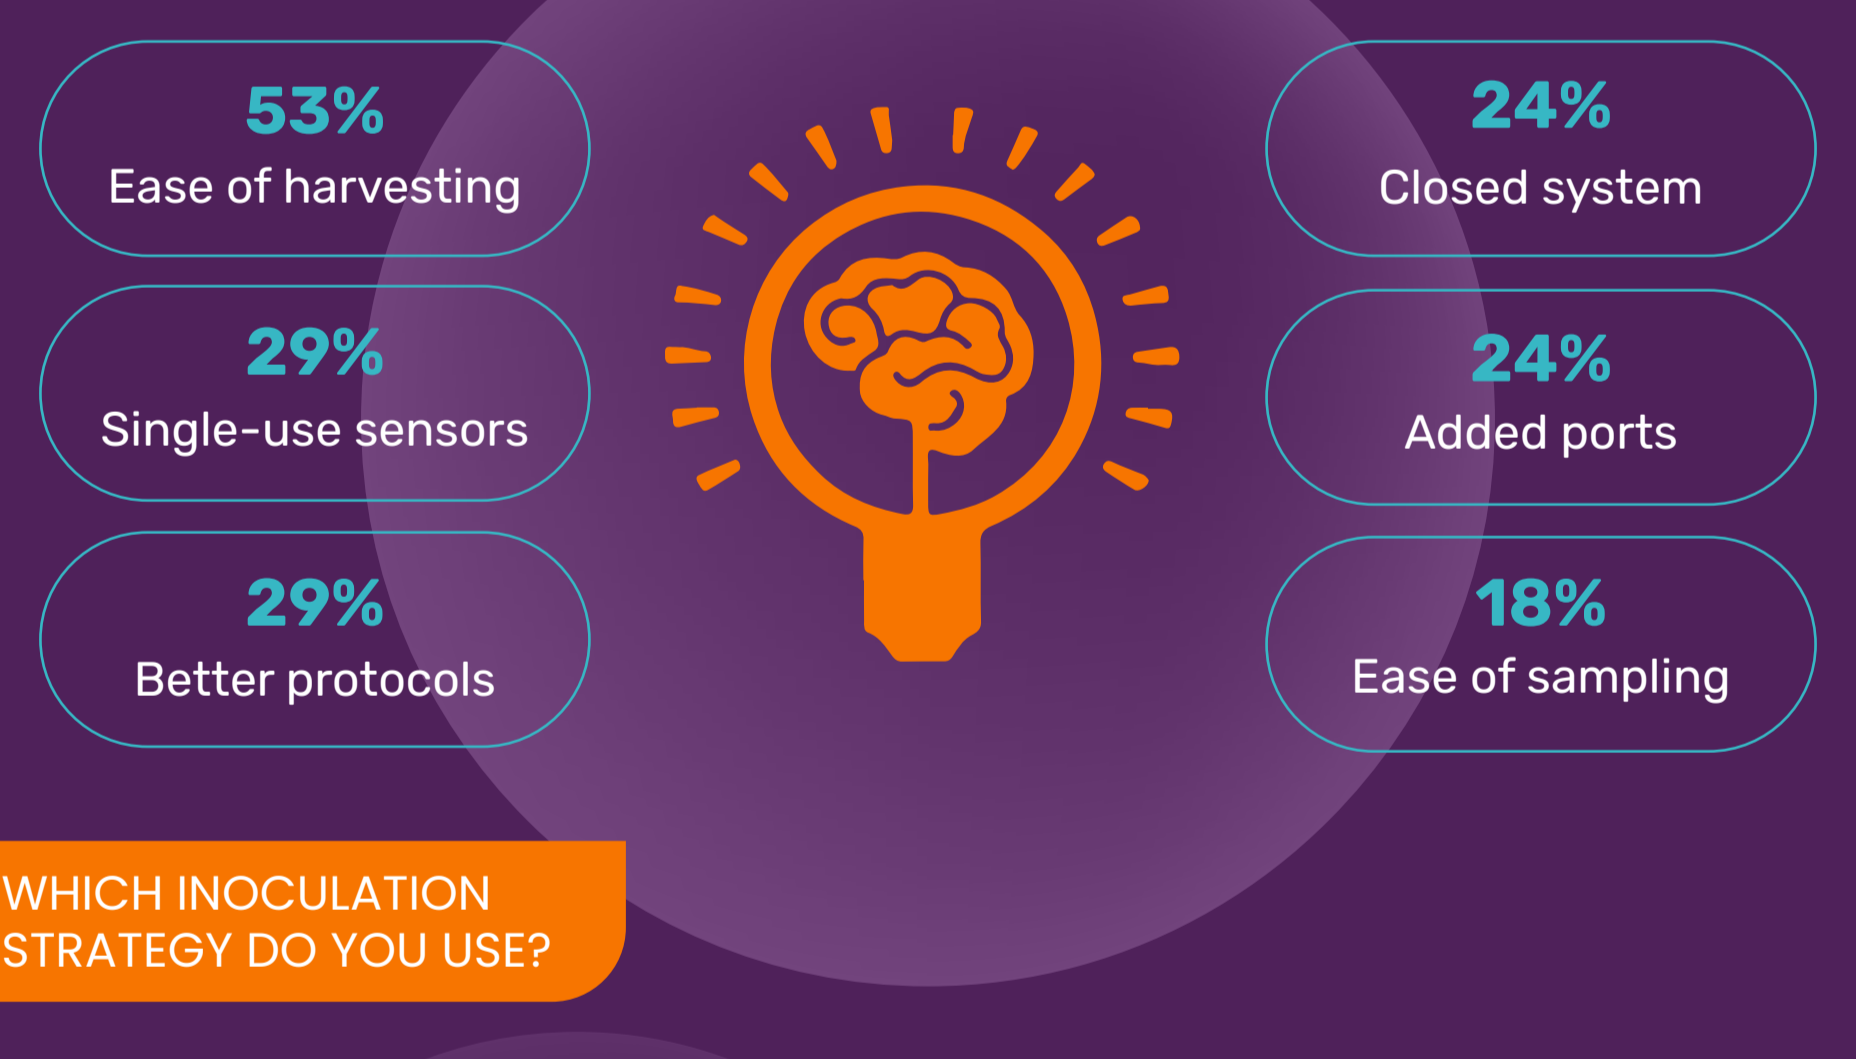 53%
Ease of harvesting
29%
Single-use sensors
29%
Better protocols
24%
Closed system
24%
Added ports
18%
Ease of sampling
WHICH INOCULATION
STRATEGY DO YOU USE?